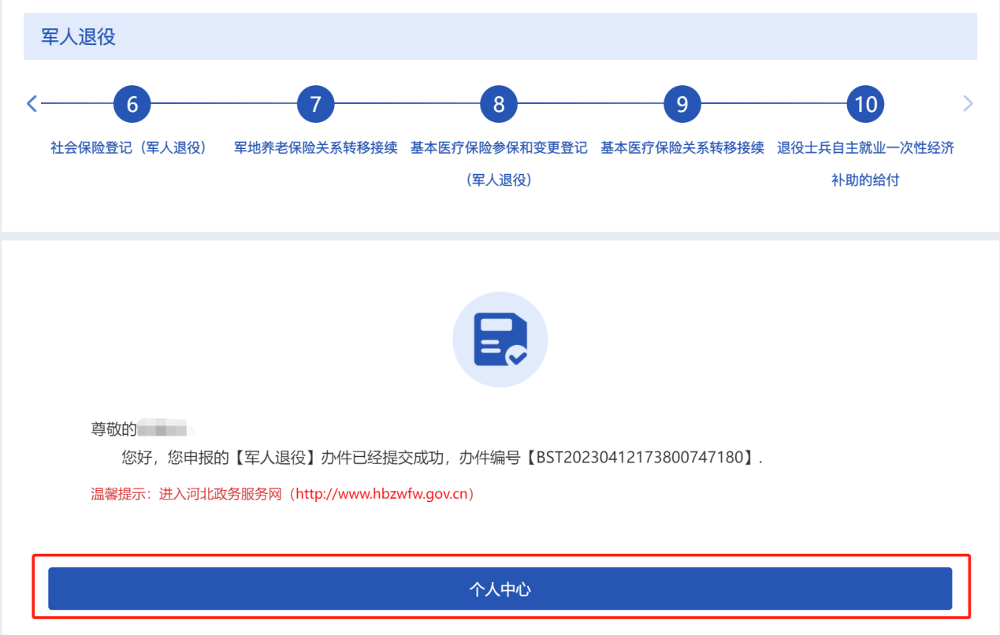 军人退役
6 7 8 9 10
社会保险登记（军人退役） 军地养老保险关系转移接续 基本医疗保险参保和变更登记 基本医疗保险关系转移接续 退役士兵自主就业一次性经济
（军人退役） 补助的给付
尊敬的
您好，您申报的【军人退役】办件已经提交成功，办件编号【BST20230412173800747180】.
温馨提示：进入河北政务服务网（http://www.hbzwfw.gov.cn）
个人中心